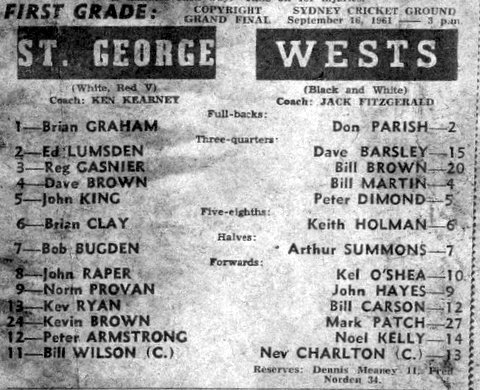 FIRST GRADE: COPYRIGHT SYDNEY CRICKET GROUND
GRAND FINAL September 16, 1961 — 3 p.m.
ST. GEORGE WESTS
(White, Red V) (Black and White)
Coach: KEN KEARNEY Coach: JACK FITZGERALD
Full-backs:
1—Brian GRAHAM Don PARISH—2
Three-quarters:
2—Ed LUMSDEN Dave BARSLEY—15
3—Reg GASNIER Bill BROWN—20
4—Dave BROWN Bill MARTIN—4
5—John KING Peter DIMOND—5
Five-eighths:
6—Brian CLAY Keith HOLMAN—6
Halves:
7—Bob BUGDEN Arthur SUMMONS—7
Forwards:
8—John RAPER Kel O'SHEA—10
9—Norm PROVAN John HAYES—9
13—Kev RYAN Bill CARSON—12
24—Kevin BROWN Mark PATCH—27
12—Peter ARMSTRONG Noel KELLY—14
11—Bill WILSON (C.) Nev CHARLTON (C.)—13
Reserves: Dennis Meaney 11, Fred
Norden 34.